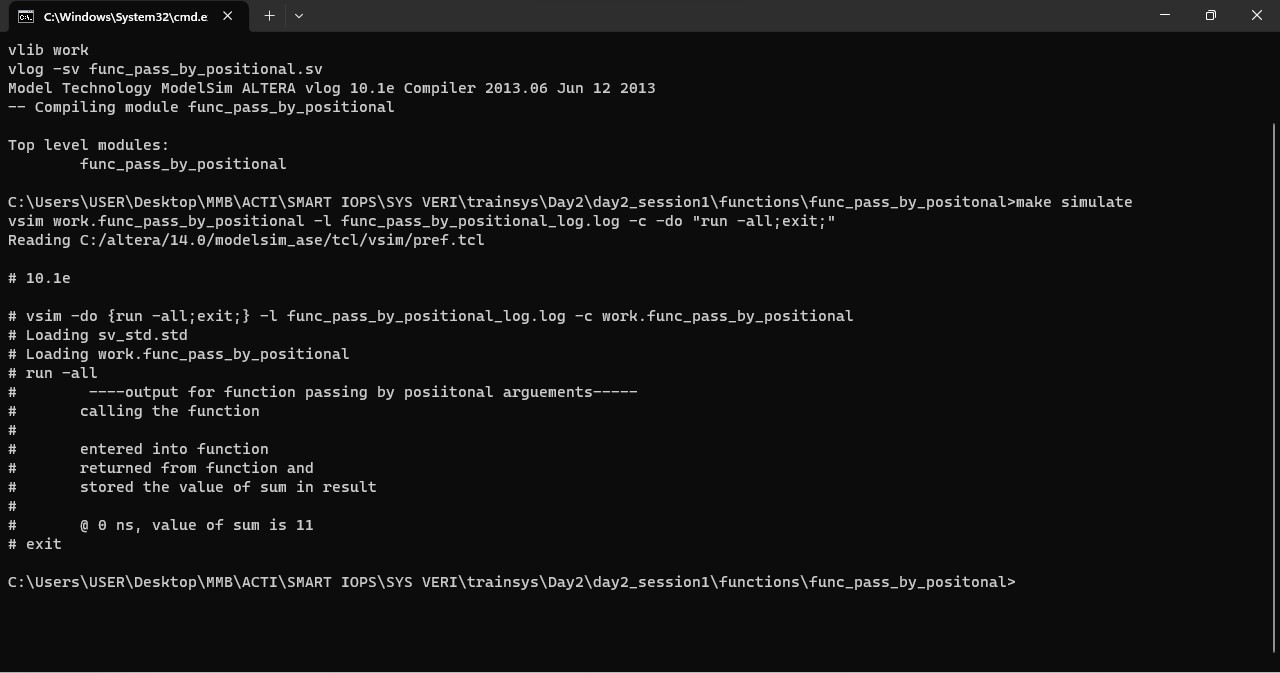 C:\Windows\System32\cmd.e
vlib work
vlog -sv func_pass_by_positional.sv
Model Technology ModelSim ALTERA vlog 10.1e Compiler 2013.06 Jun 12 2013
-- Compiling module func_pass_by_positional
Top level modules:
func_pass_by_positional
C:\Users\USER\Desktop\MMB\ACTI\SMART IOPS\SYS VERI\trainsys\Day2\day2_session1\functions\func_pass_by_positonal>make simulate
vsim work.func_pass_by_positional -l func_pass_by_positional_log.log -c -do "run -all;exit;"
Reading C:/altera/14.0/modelsim_ase/tcl/vsim/pref.tcl
# 10.1e
# vsim -do {run -all;exit;} -l func_pass_by_positional_log.log -c work.func_pass_by_positional
# Loading sv_std.std
# Loading work.func_pass_by_positional
# run -all
# ----output for function passing by posiitonal arguements-----
# calling the function
#
# entered into function
# returned from function and
# stored the value of sum in result
#
# @ 0 ns, value of sum is 11
# exit
C:\Users\USER\Desktop\MMB\ACTI\SMART IOPS\SYS VERI\trainsys\Day2\day2_session1\functions\func_pass_by_positonal>